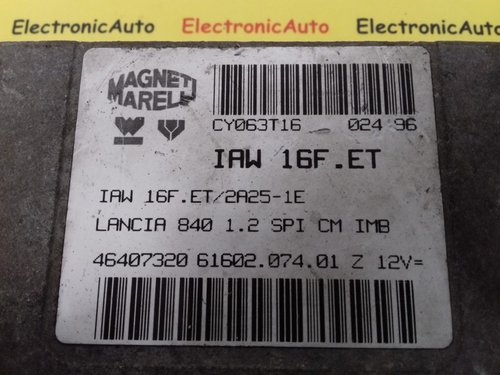 ElectronicAuto ElectronicAuto ElectronicAuto
MAGNETI
MARELLI
CY063T16 024 96
IAW 16F.ET
IAW 16F.ET/2A25-1E
LANCIA 840 1.2 SPI CM IMB
46407320 61602.074.01 Z 12V=
ElectronicAuto